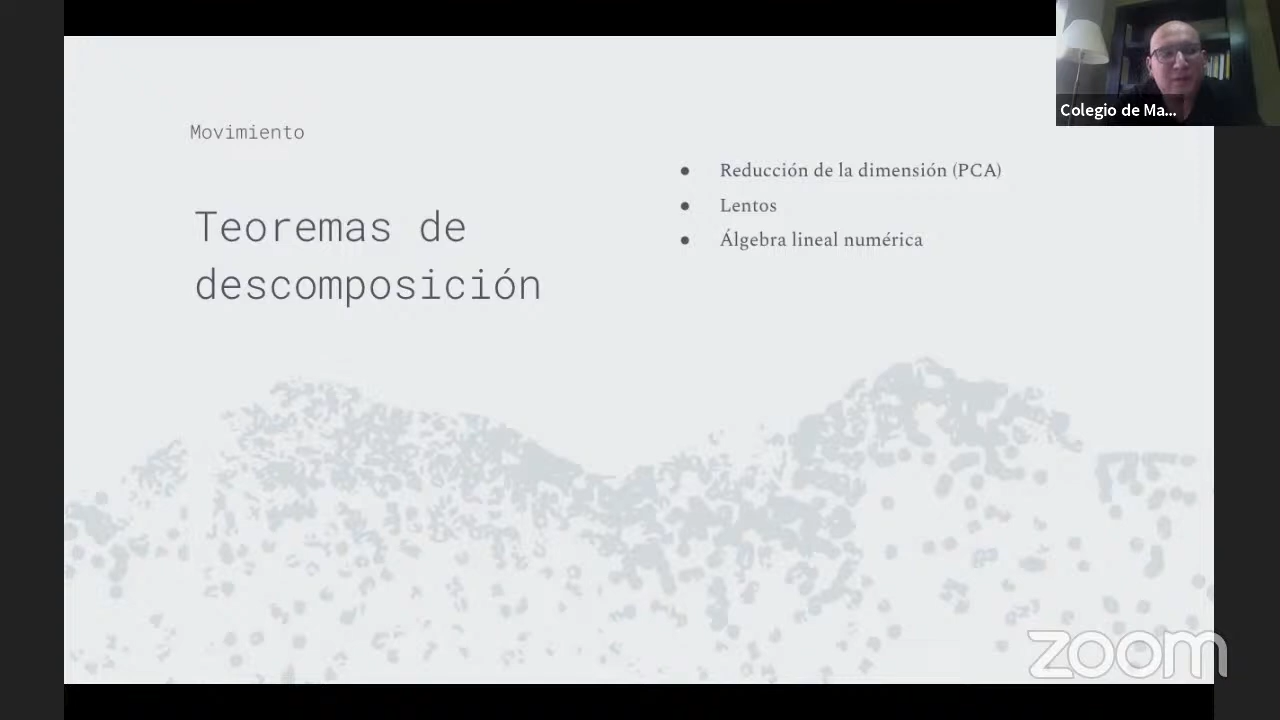 Colegio de Ma...
Movimiento
Teoremas de
descomposición
● Reducción de la dimensión (PCA)
● Lentos
● Álgebra lineal numérica
zoom